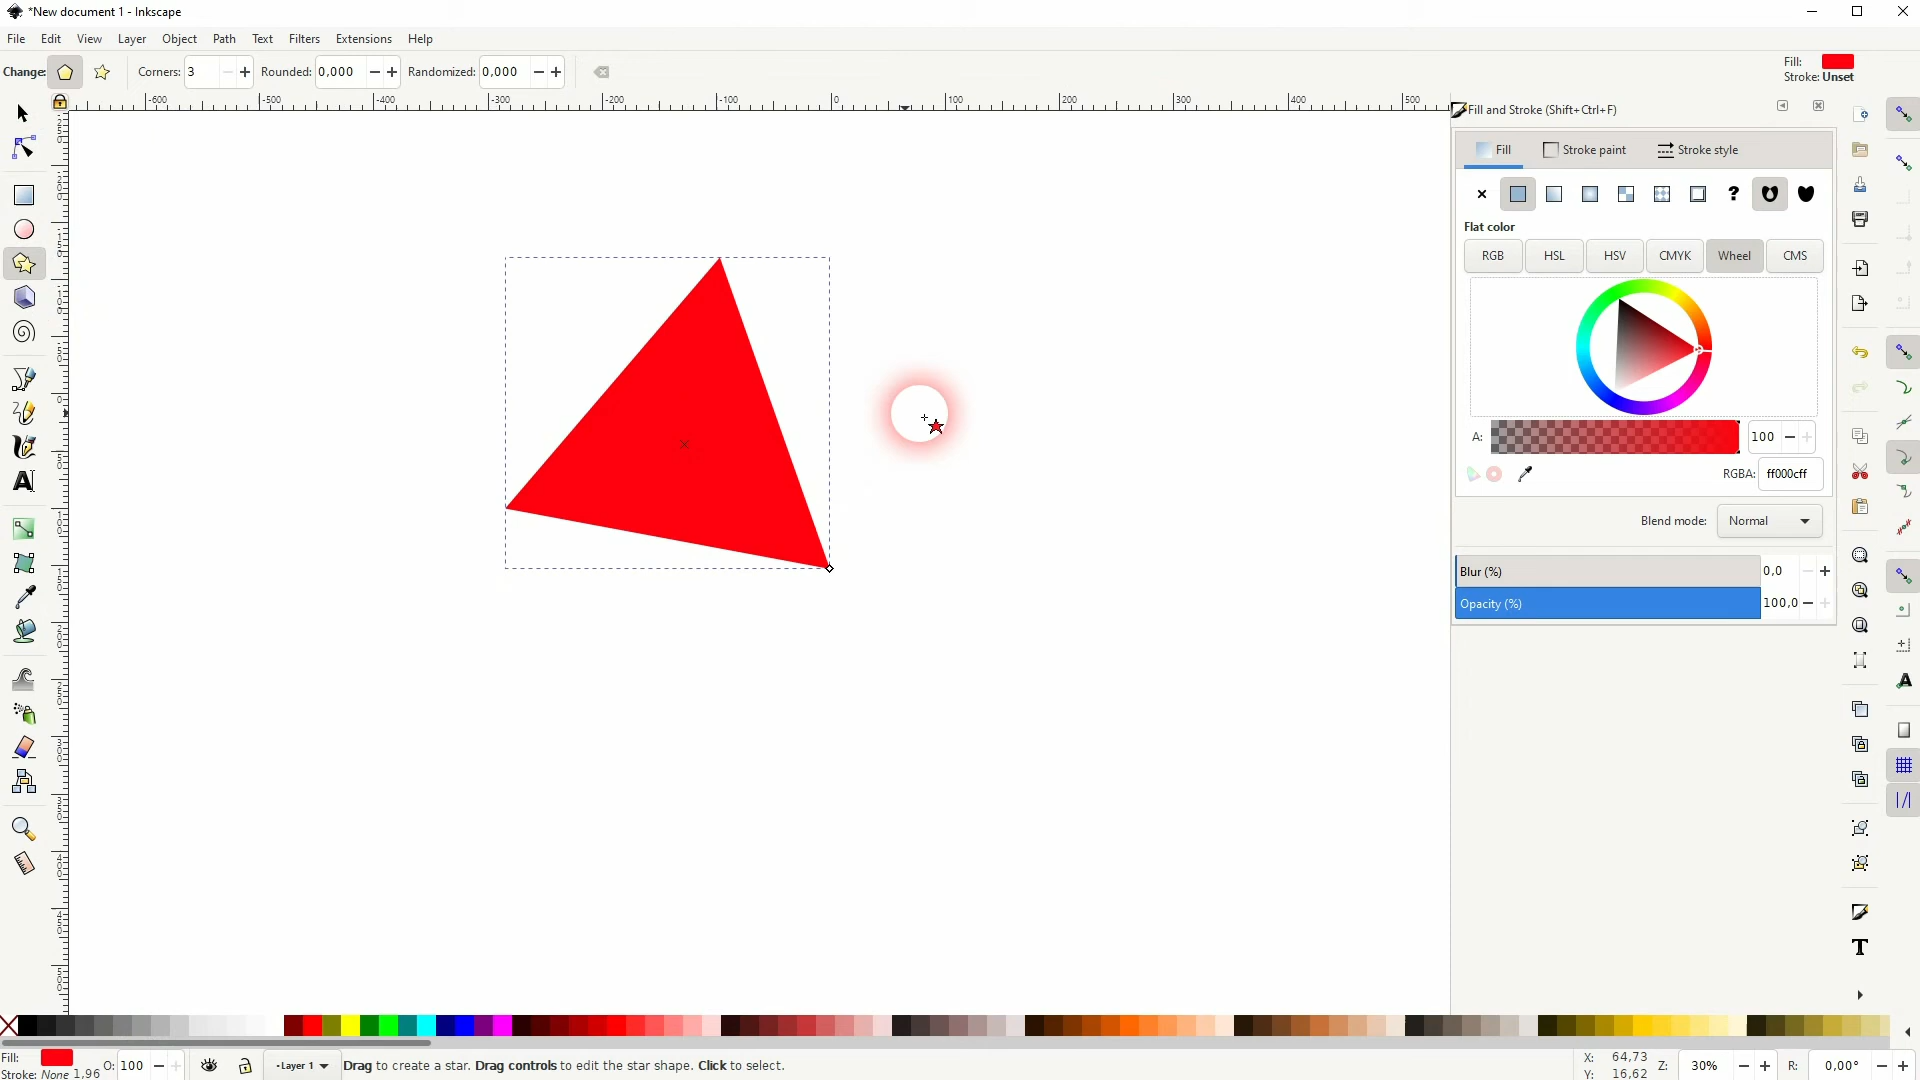 *New document 1 - Inkscape
File Edit View Layer Object Path Text Filters Extensions Help
Change: Corners: 3 Rounded: 0,000 Randomized: 0,000
Fill:
Stroke: Unset
-600 -500 -400 -300 -200 -100 0 100 200 300 400 500
Fill and Stroke (Shift+Ctrl+F)
Fill Stroke paint Stroke style
Flat color
RGB HSL HSV CMYK Wheel CMS
A: 100
RGBA: ff000cff
Blend mode: Normal
Blur (%) 0,0
Opacity (%) 100,0
Fill:
Stroke: None 1,96 O: 100 Layer 1 Drag to create a star. Drag controls to edit the star shape. Click to select.
X: 64,73
Y: 16,62
Z: 30% R: 0,00°